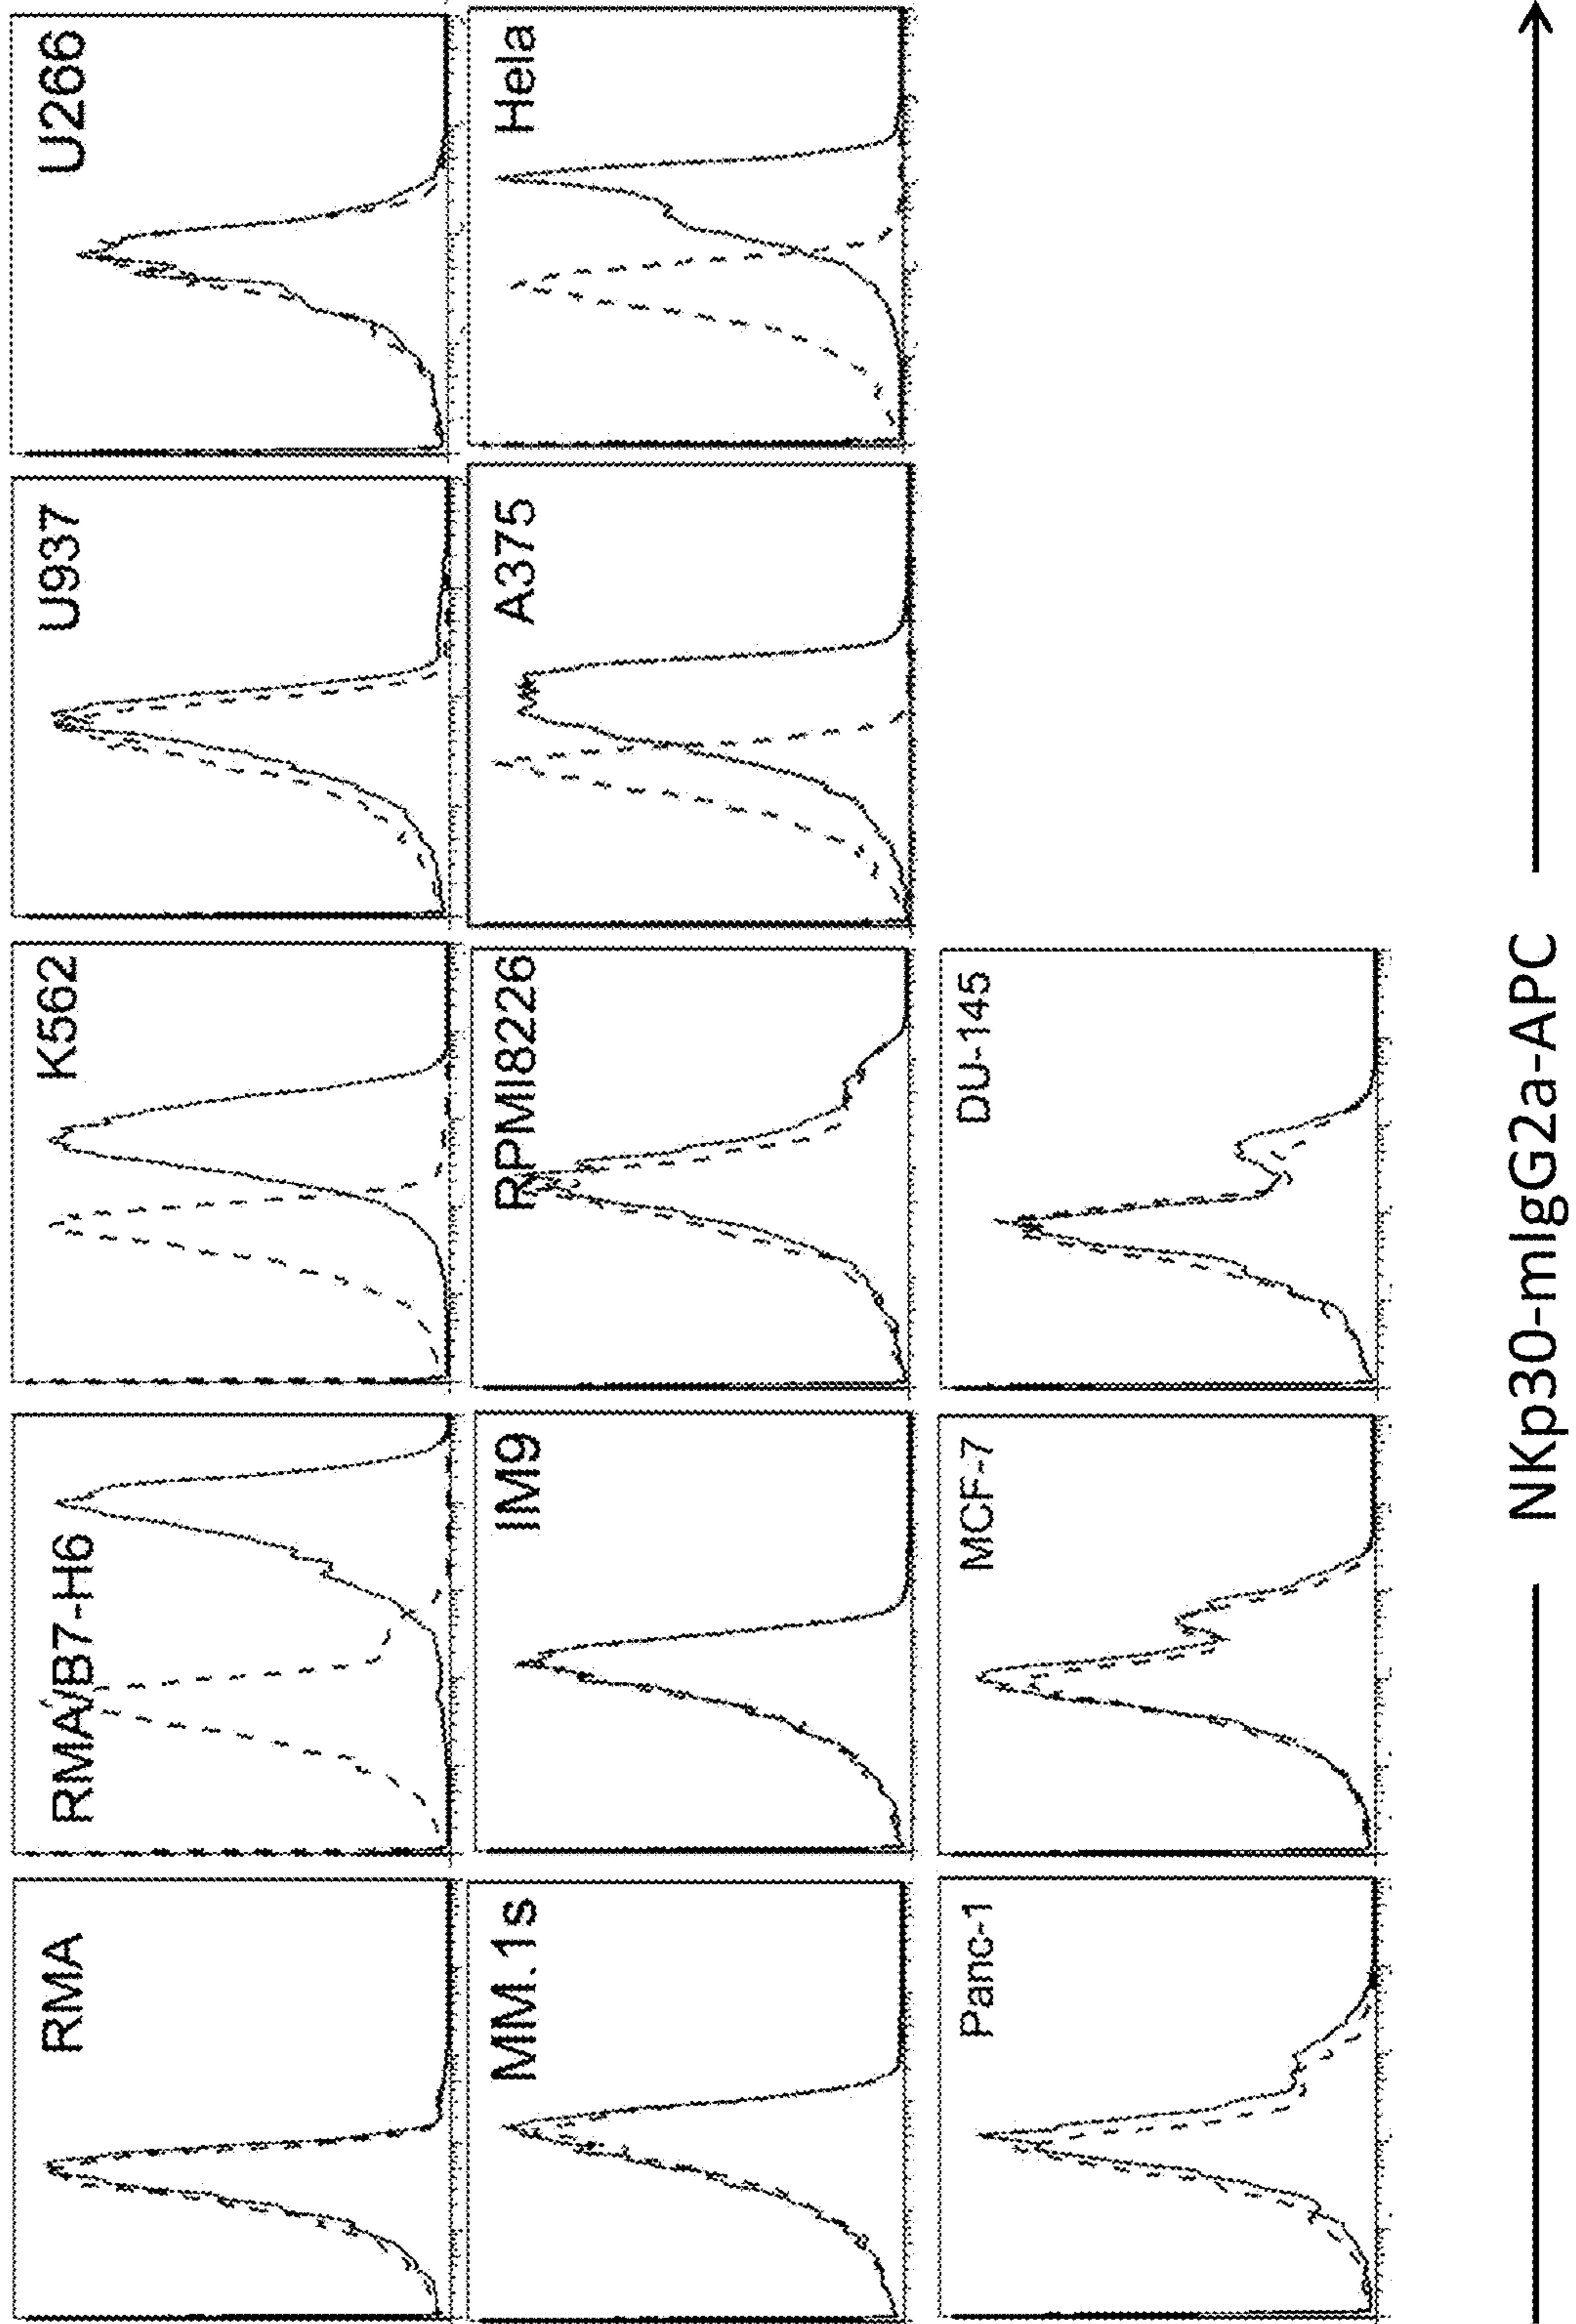 RMA
RMA/B7-H6
K562
U937
U266
MM.1s
IM9
RPMI8226
A375
Hela
Panc-1
MCF-7
DU-145
NKp30-mIgG2a-APC